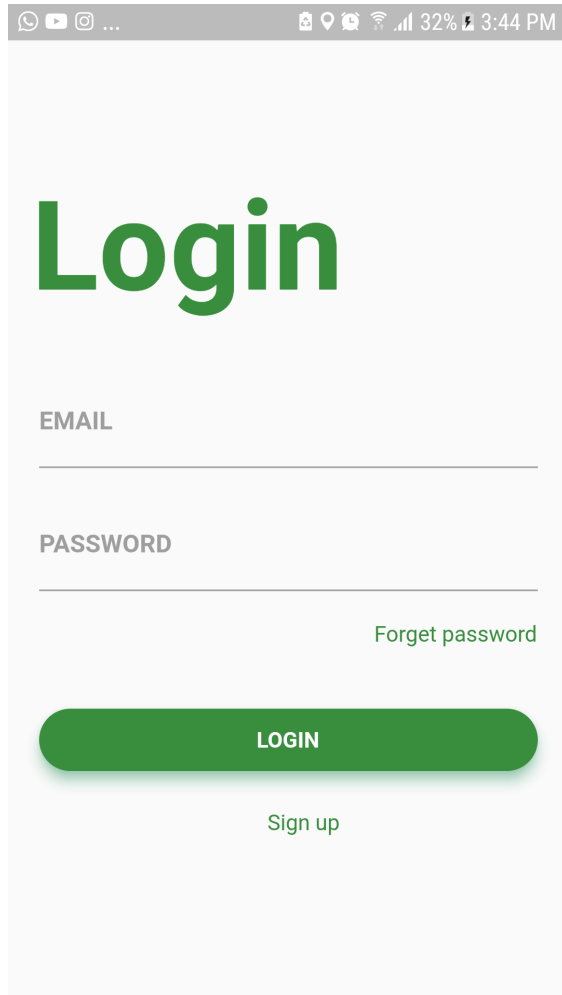 ... 32% 3:44 PM
Login
EMAIL
PASSWORD
Forget password
LOGIN
Sign up